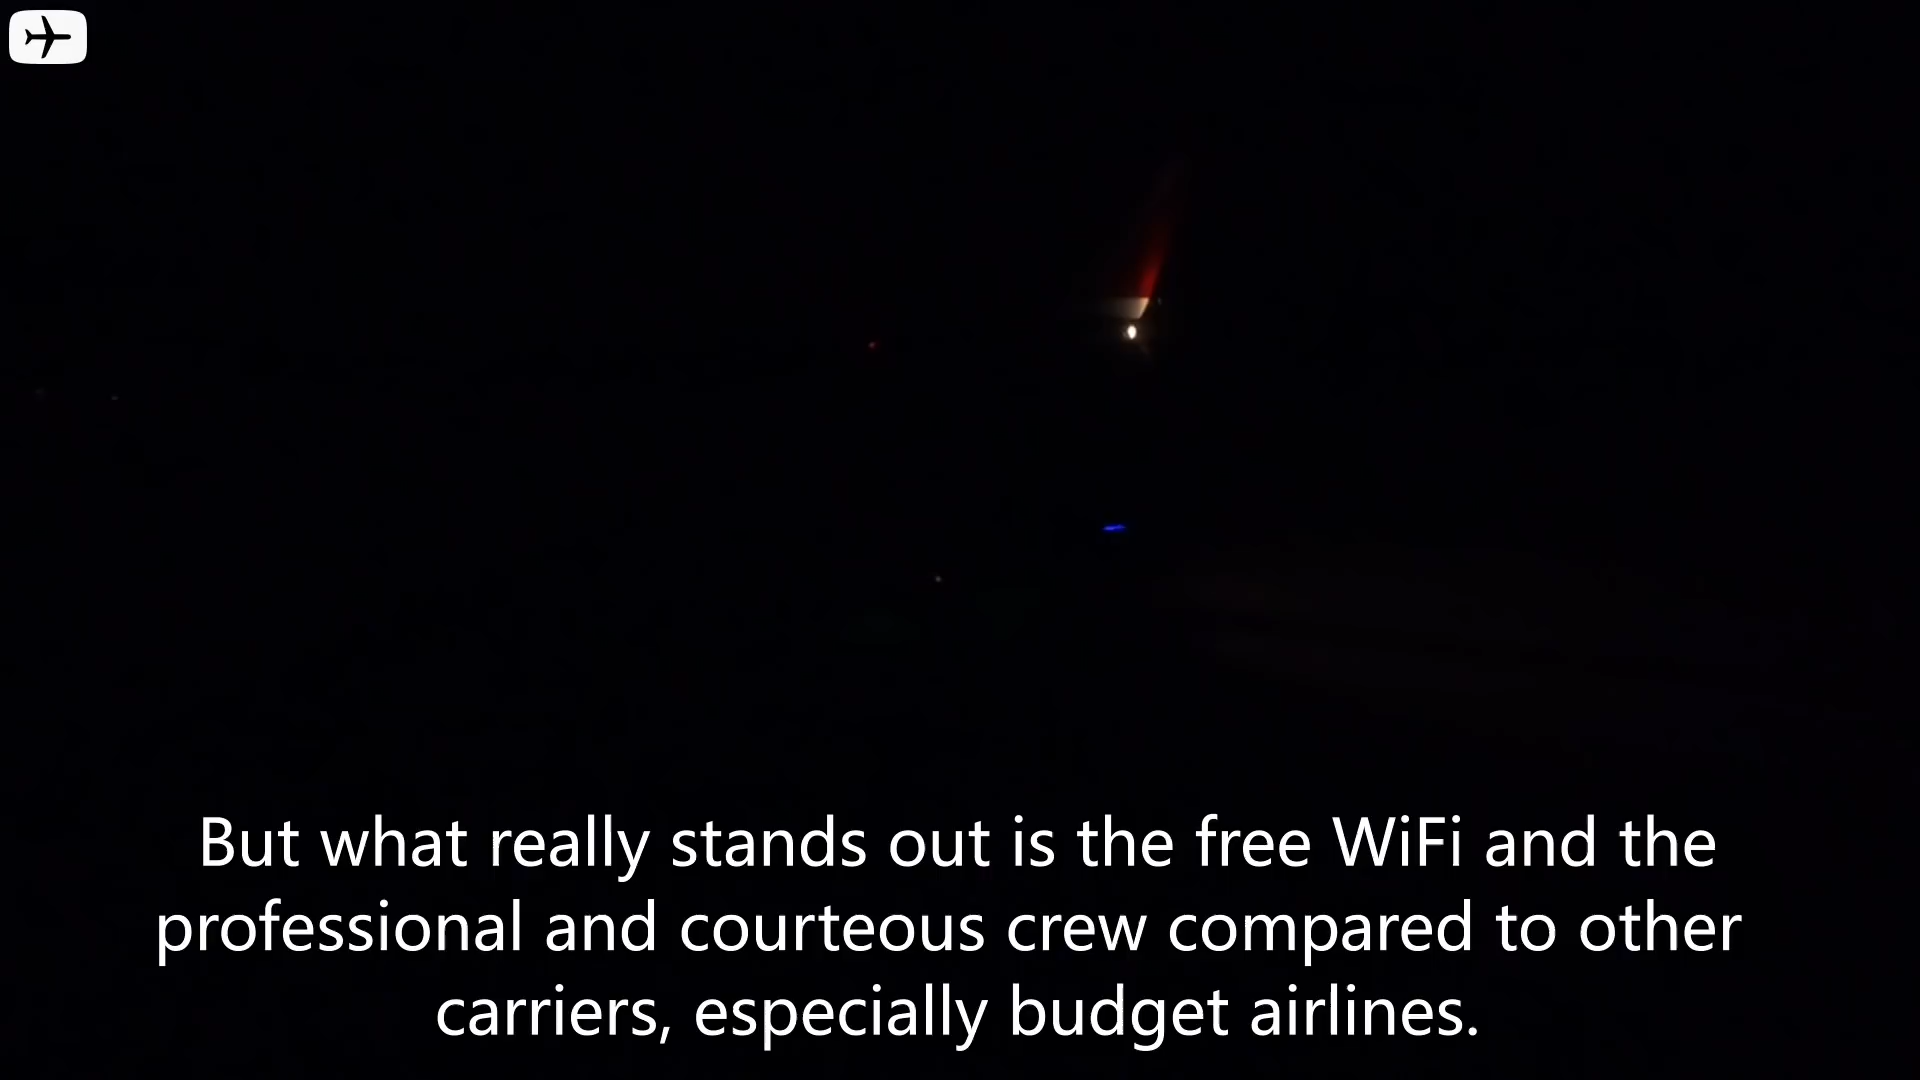 But what really stands out is the free WiFi and the
professional and courteous crew compared to other
carriers, especially budget airlines.